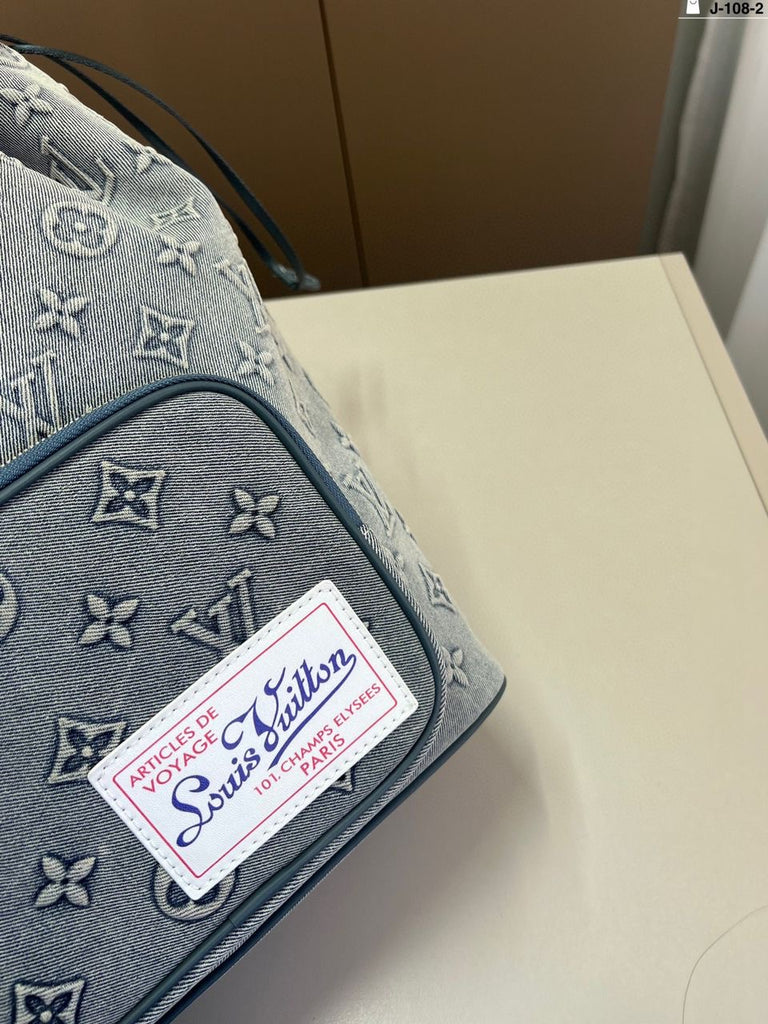 J-108-2
ARTICLES DE
VOYAGE
Louis Vuitton
101, CHAMPS ELYSEES
PARIS